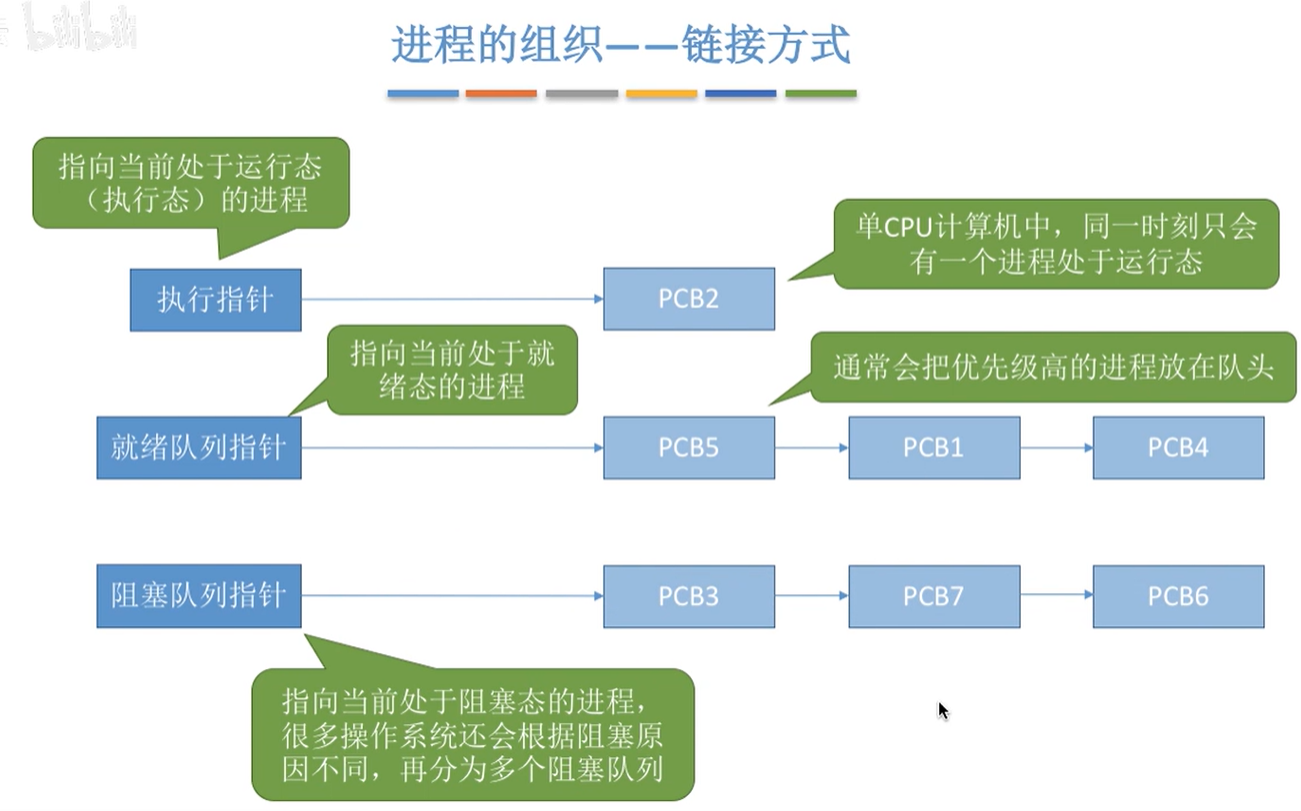 bilibili
进程的组织——链接方式
指向当前处于运行态
（执行态）的进程
单CPU计算机中，同一时刻只会
有一个进程处于运行态
执行指针
PCB2
指向当前处于就
绪态的进程
通常会把优先级高的进程放在队头
就绪队列指针
PCB5
PCB1
PCB4
阻塞队列指针
PCB3
PCB7
PCB6
指向当前处于阻塞态的进程，
很多操作系统还会根据阻塞原
因不同，再分为多个阻塞队列